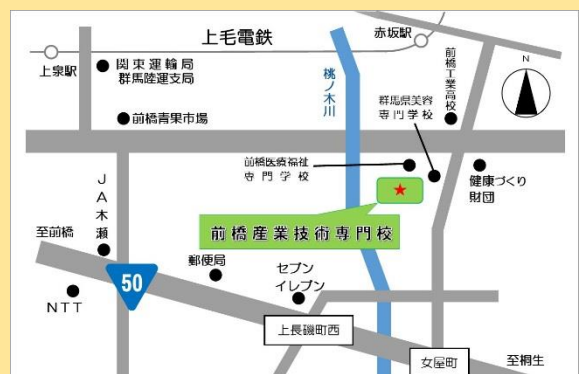 上毛電鉄
赤坂駅
上泉駅
関東運輸局
群馬陸運支局
前橋工業高校
N
桃ノ木川
群馬県美容
専門学校
前橋青果市場
前橋医療福祉
専門学校
健康づくり
財団
JA木瀬
前橋産業技術専門校
至前橋
郵便局
セブン
イレブン
50
NTT
上長磯町西
女屋町
至桐生